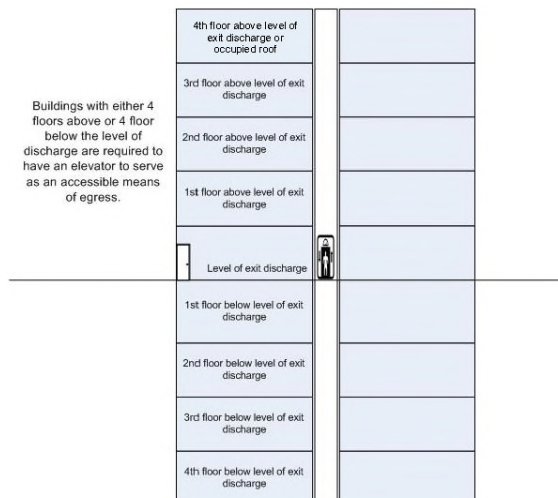 4th floor above level of
exit discharge or
occupied roof
3rd floor above level of exit
discharge
Buildings with either 4
floors above or 4 floor
below the level of
discharge are required to
have an elevator to serve
as an accessible means
of egress.
2nd floor above level of exit
discharge
1st floor above level of exit
discharge
Level of exit discharge
1st floor below level of exit
discharge
2nd floor below level of exit
discharge
3rd floor below level of exit
discharge
4th floor below level of exit
discharge